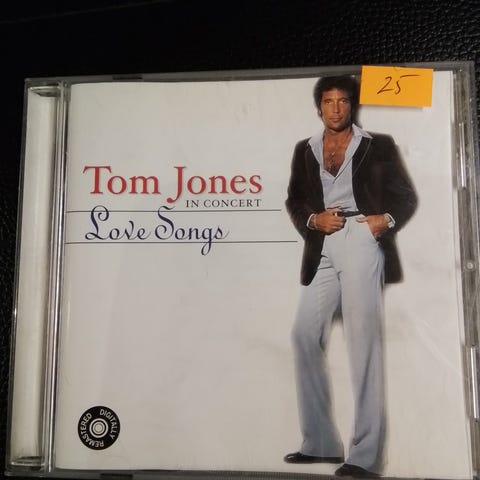 25
Tom Jones
IN CONCERT
Love Songs
DIGITALLY
REMASTERED